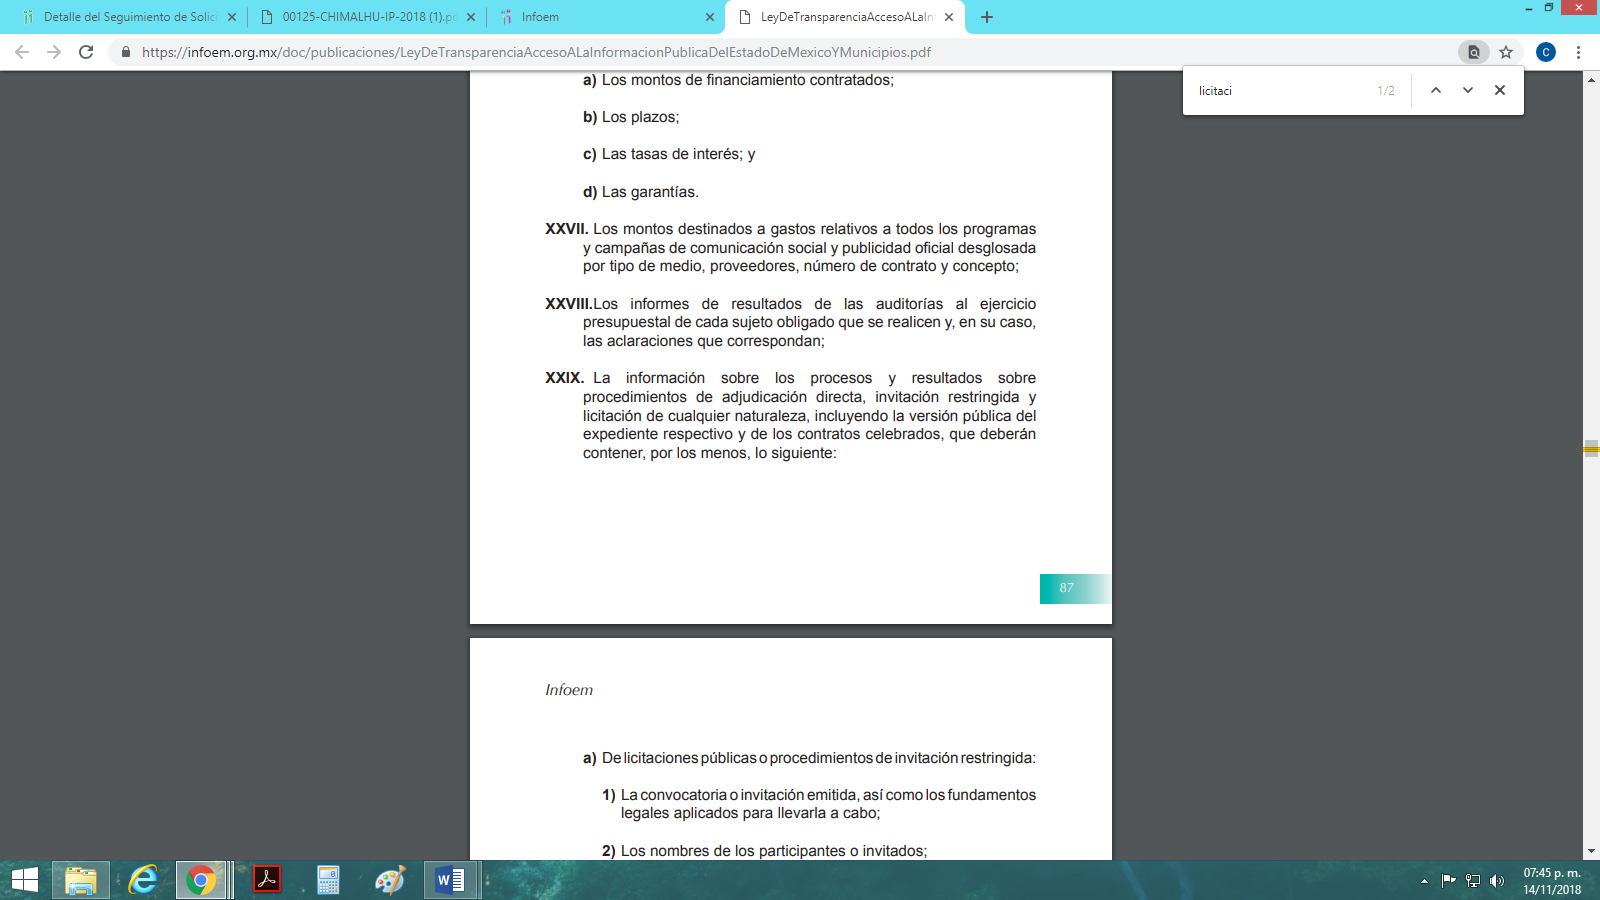 Detalle del Seguimiento de Solici
00125-CHIMALHU-IP-2018 (1).pd
Infoem
LeyDeTransparenciaAccesoALaInf
https://infoem.org.mx/doc/publicaciones/LeyDeTransparenciaAccesoALaInformacionPublicaDelEstadoDeMexicoYMunicipios.pdf
C
licitaci
1/2
a) Los montos de financiamiento contratados;
b) Los plazos;
c) Las tasas de interés; y
d) Las garantías.
XXVII. Los montos destinados a gastos relativos a todos los programas
y campañas de comunicación social y publicidad oficial desglosada
por tipo de medio, proveedores, número de contrato y concepto;
XXVIII.Los informes de resultados de las auditorías al ejercicio
presupuestal de cada sujeto obligado que se realicen y, en su caso,
las aclaraciones que correspondan;
XXIX. La información sobre los procesos y resultados sobre
procedimientos de adjudicación directa, invitación restringida y
licitación de cualquier naturaleza, incluyendo la versión pública del
expediente respectivo y de los contratos celebrados, que deberán
contener, por los menos, lo siguiente:
87
Infoem
a) De licitaciones públicas o procedimientos de invitación restringida:
1) La convocatoria o invitación emitida, así como los fundamentos
legales aplicados para llevarla a cabo;
2) Los nombres de los participantes o invitados;
07:45 p. m.
14/11/2018